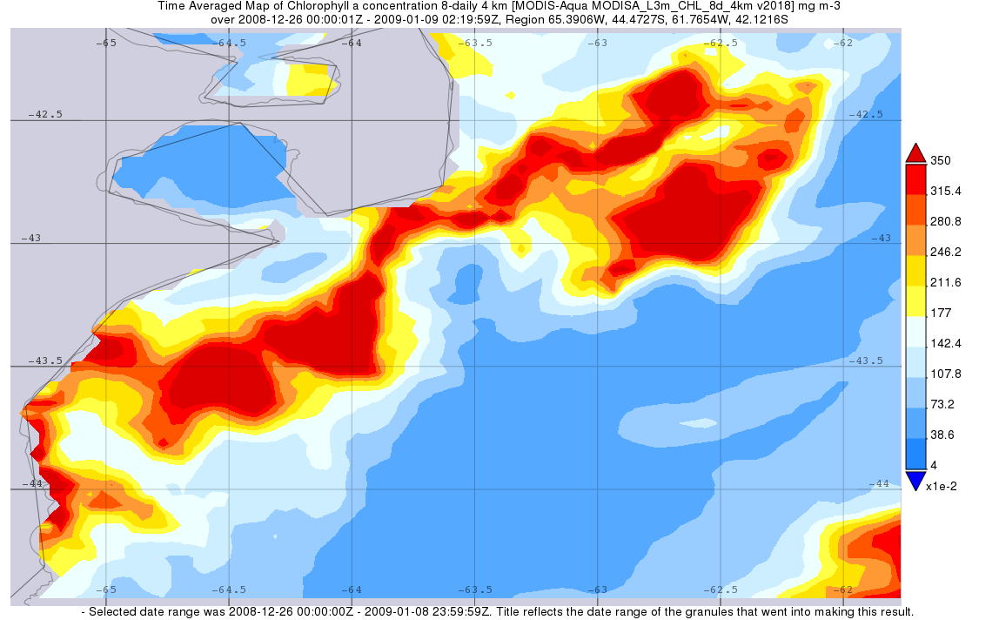 Time Averaged Map of Chlorophyll a concentration 8-daily 4 km [MODIS-Aqua MODISA_L3m_CHL_8d_4km v2018] mg m-3
over 2008-12-26 00:00:01Z - 2009-01-09 02:19:59Z, Region 65.3906W, 44.4727S, 61.7654W, 42.1216S
-65 -64.5 -64 -63.5 -63 -62.5 -62
-42.5 -42.5
350
315.4
280.8
-43 -43
246.2
211.6
177
142.4
-43.5 -43.5
107.8
73.2
38.6
4
-44 -44
x1e-2
-65 -64.5 -64 -63.5 -63 -62.5 -62
- Selected date range was 2008-12-26 00:00:00Z - 2009-01-08 23:59:59Z. Title reflects the date range of the granules that went into making this result.